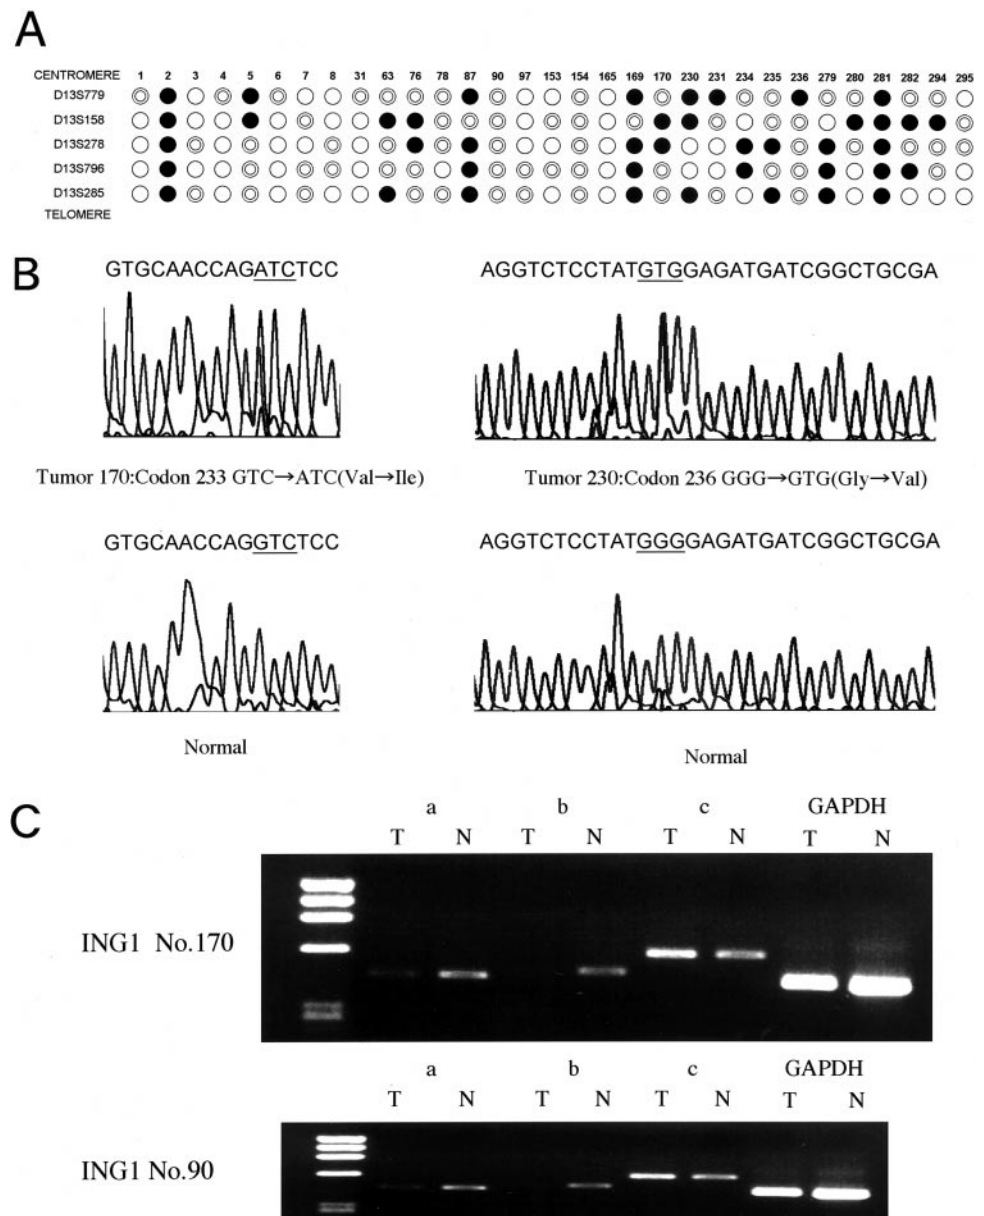 A
CENTROMERE 1 2 3 4 5 6 7 8 31 63 76 78 87 90 97 153 154 165 169 170 230 231 234 235 236 279 280 281 282 294 295
D13S779
D13S158
D13S278
D13S796
D13S285
TELOMERE
B
GTGCAACCAGATCTCC AGGTCTCCTATGTGGAGATGATCGGCTGCGA
Tumor 170:Codon 233 GTC→ATC(Val→Ile) Tumor 230:Codon 236 GGG→GTG(Gly→Val)
GTGCAACCAGGTCTCC AGGTCTCCTATGGGGAGATGATCGGCTGCGA
Normal Normal
C
a b c GAPDH
T N T N T N T N
ING1 No.170
a b c GAPDH
T N T N T N T N
ING1 No.90